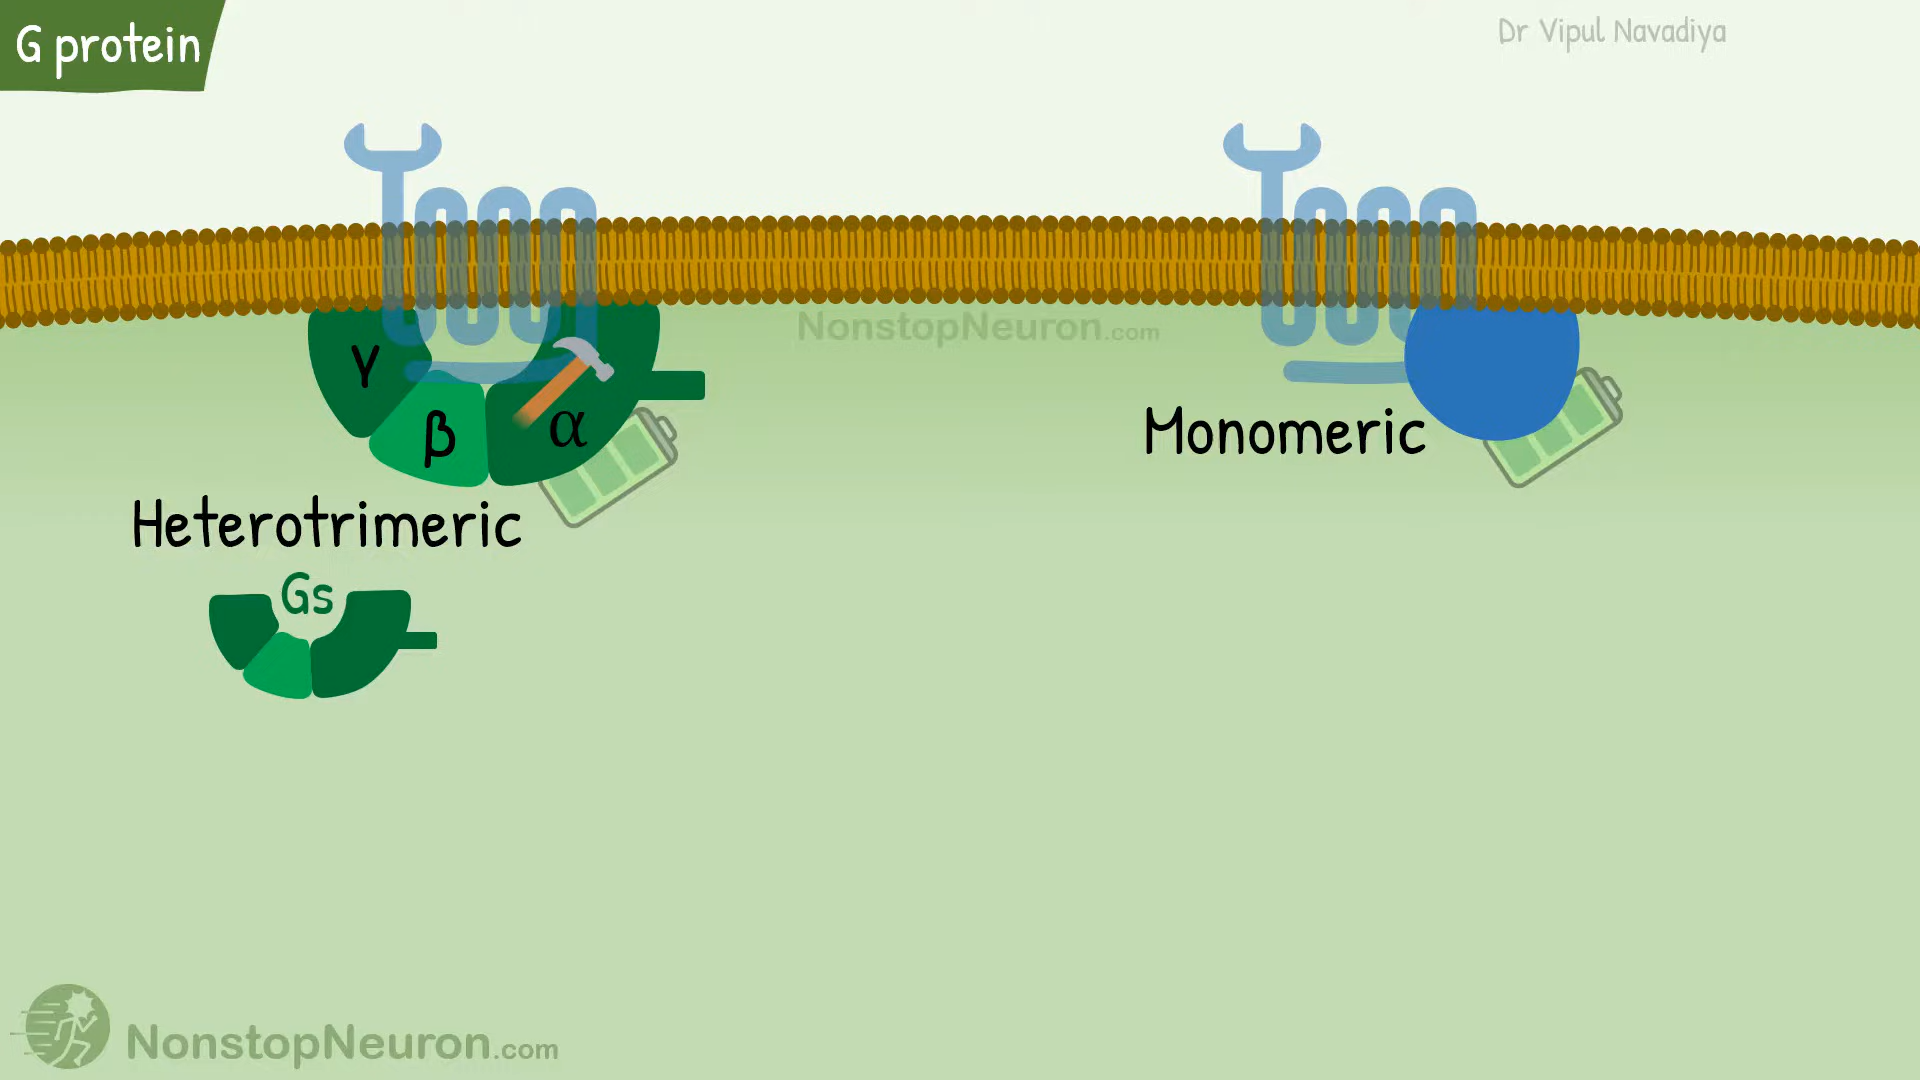 G protein
Dr Vipul Navadiya
NonstopNeuron.com
γ
β
α
Monomeric
Heterotrimeric
Gs
NonstopNeuron.com